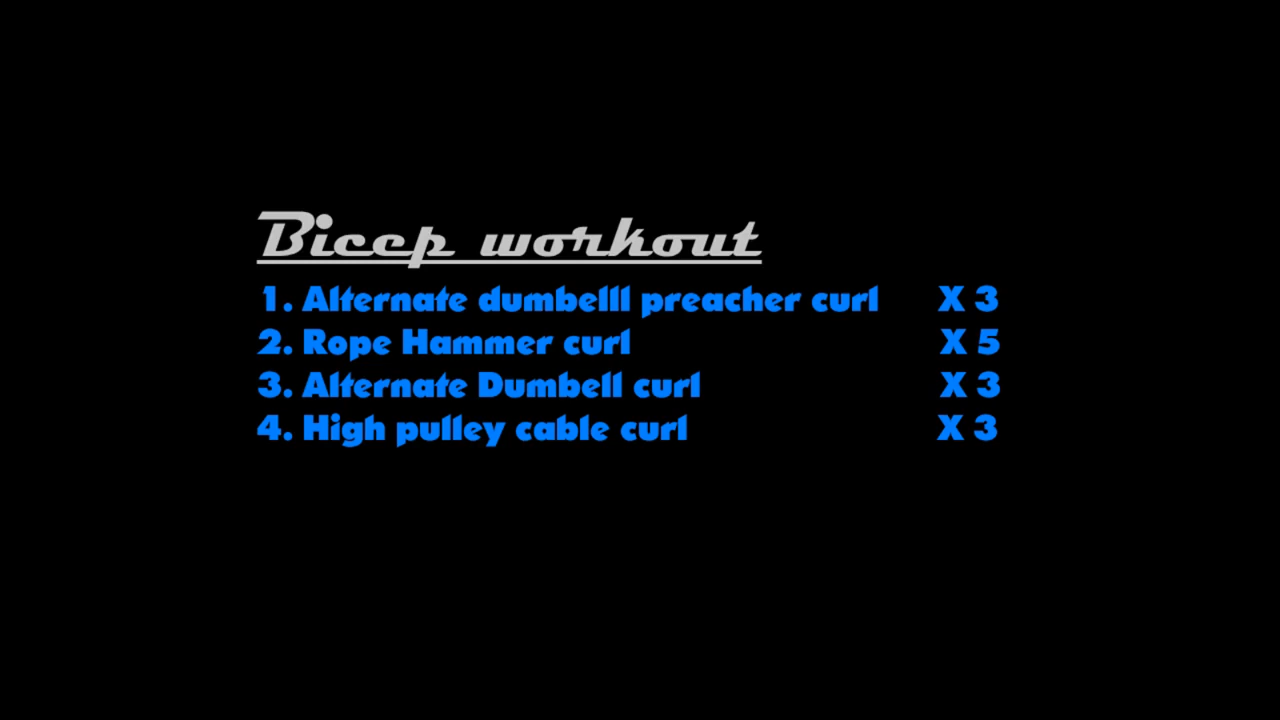 Bicep workout
1. Alternate dumbelll preacher curl X 3
2. Rope Hammer curl X 5
3. Alternate Dumbell curl X 3
4. High pulley cable curl X 3